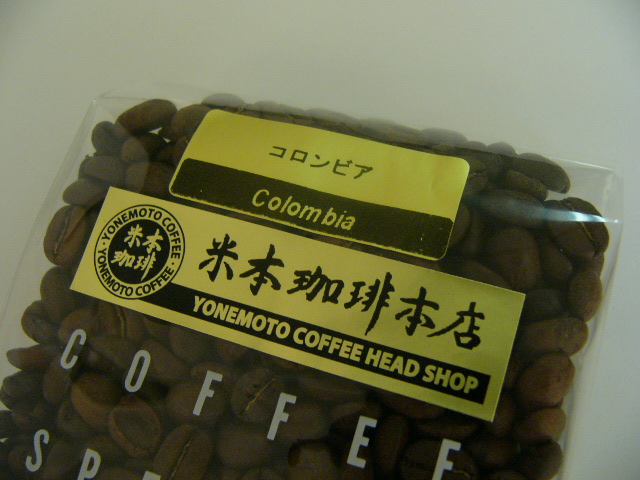 コロンビア
Colombia
YONEMOTO COFFEE
米本
珈琲
YONEMOTO COFFEE
米本珈琲本店
YONEMOTO COFFEE HEAD SHOP
COFFEE